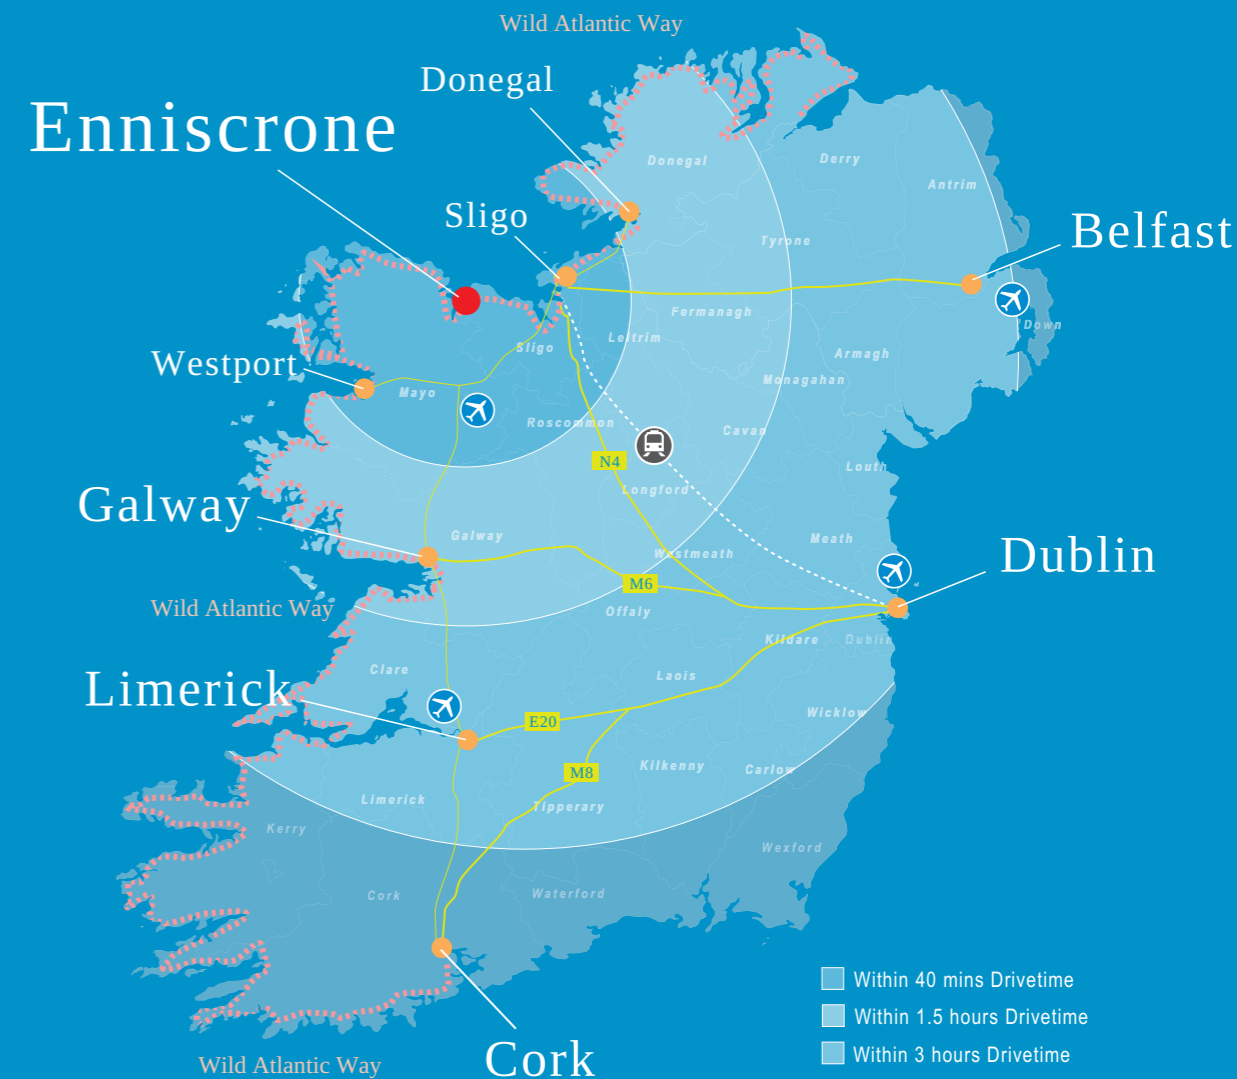 Wild Atlantic Way
Donegal
Enniscrone
Donegal
Derry
Antrim
Sligo
Belfast
Tyrone
Fermanagh
Down
Leitrim
Sligo
Armagh
Westport
Monagahan
Mayo
Roscommon
Cavan
N4
Louth
Longford
Galway
Galway
Meath
Westmeath
Dublin
M6
Wild Atlantic Way
Offaly
Kildare
Dublin
Clare
Laois
Limerick
Wicklow
E20
Kilkenny
Carlow
M8
Limerick
Tipperary
Kerry
Wexford
Cork
Waterford
Within 40 mins Drivetime
Within 1.5 hours Drivetime
Within 3 hours Drivetime
Cork
Wild Atlantic Way